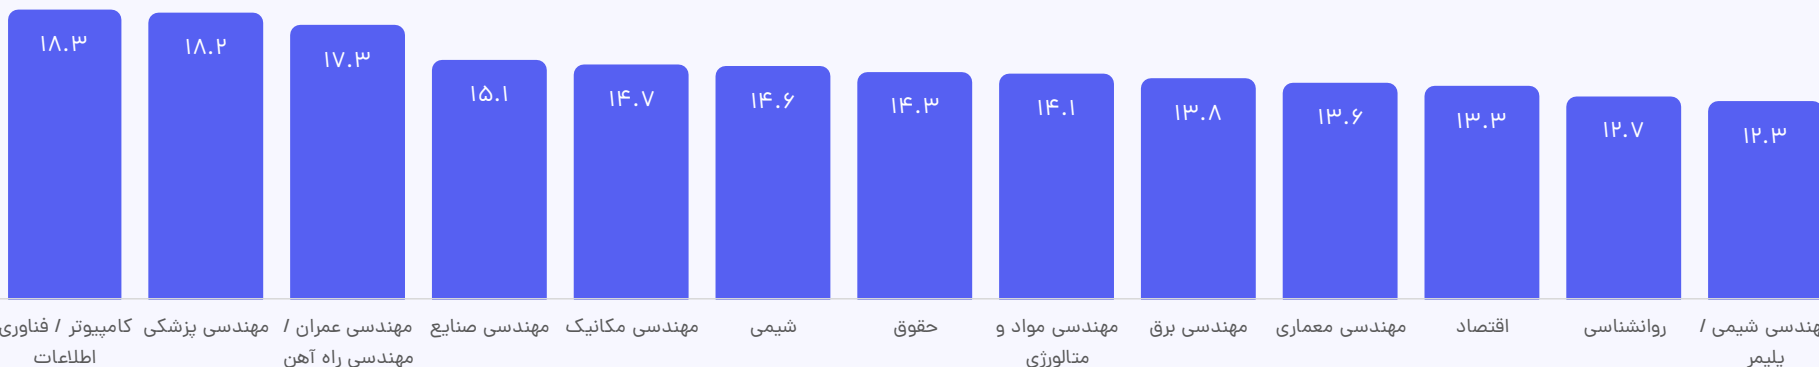 ۱۸.۳
۱۸.۲
۱۷.۳
۱۵.۱
۱۴.۷
۱۴.۶
۱۴.۳
۱۴.۱
۱۳.۸
۱۳.۶
۱۳.۳
۱۲.۷
۱۲.۳
کامپیوتر / فناوری
اطلاعات
مهندسی پزشکی
مهندسی عمران /
مهندسی راه آهن
مهندسی صنایع
مهندسی مکانیک
شیمی
حقوق
مهندسی مواد و
متالورژی
مهندسی برق
مهندسی معماری
اقتصاد
روانشناسی
مهندسی شیمی /
پلیمر